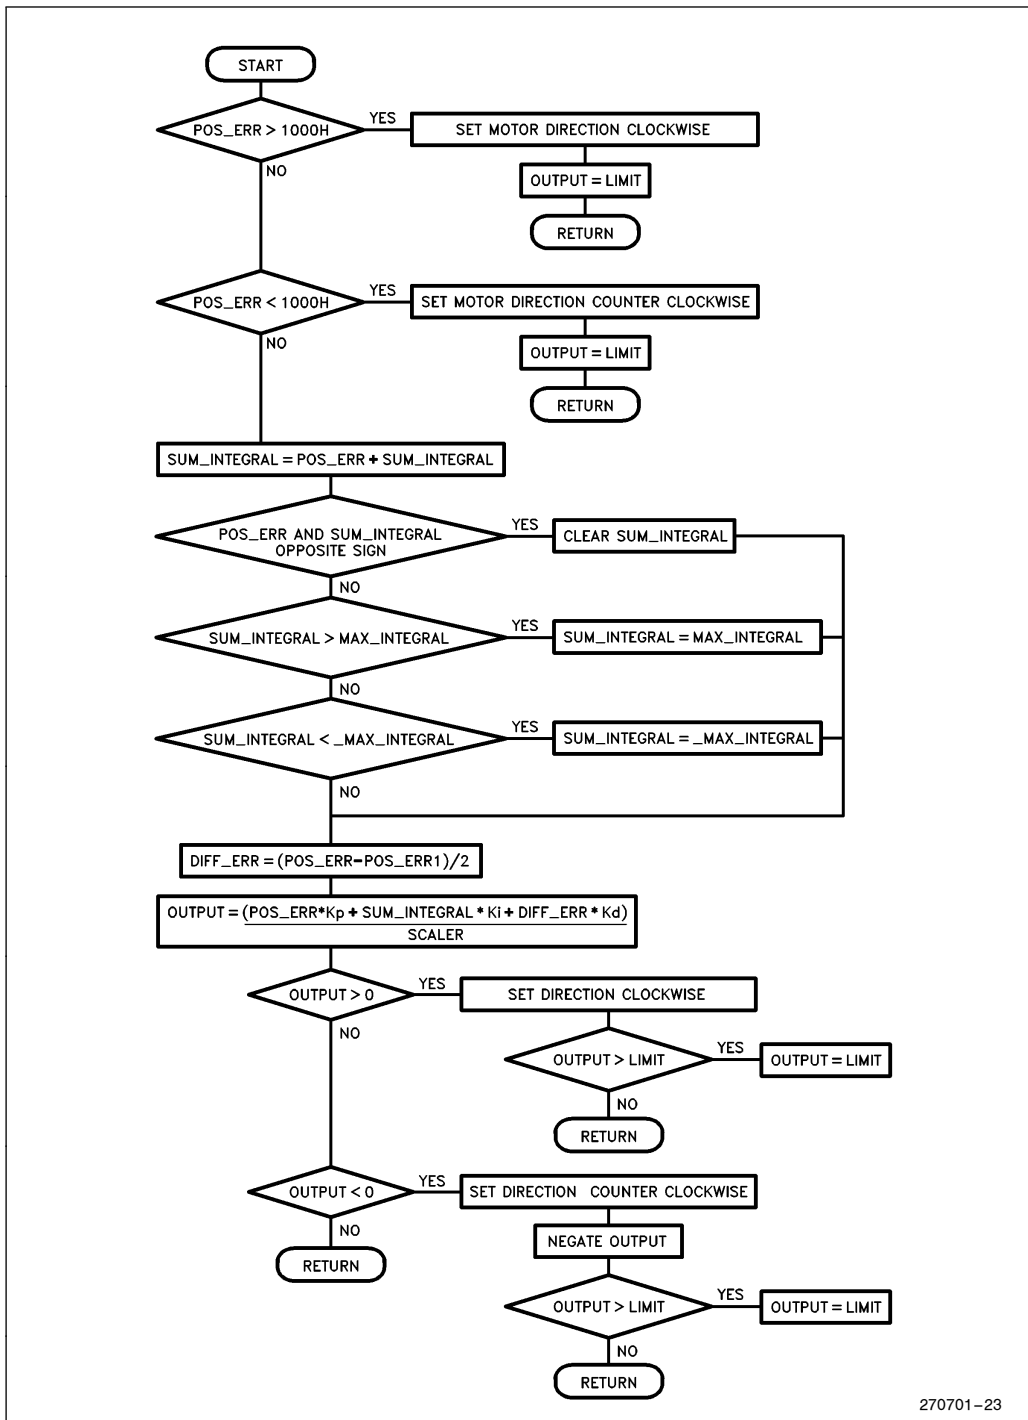 START
POS_ERR > 1000H
YES
SET MOTOR DIRECTION CLOCKWISE
NO
OUTPUT = LIMIT
RETURN
POS_ERR < 1000H
YES
SET MOTOR DIRECTION COUNTER CLOCKWISE
NO
OUTPUT = LIMIT
RETURN
SUM_INTEGRAL = POS_ERR + SUM_INTEGRAL
POS_ERR AND SUM_INTEGRAL
OPPOSITE SIGN
YES
CLEAR SUM_INTEGRAL
NO
SUM_INTEGRAL > MAX_INTEGRAL
YES
SUM_INTEGRAL = MAX_INTEGRAL
NO
SUM_INTEGRAL < _MAX_INTEGRAL
YES
SUM_INTEGRAL = _MAX_INTEGRAL
NO
DIFF_ERR = (POS_ERR-POS_ERR1)/2
OUTPUT = (POS_ERR*Kp + SUM_INTEGRAL * Ki + DIFF_ERR * Kd)
SCALER
OUTPUT > 0
YES
SET DIRECTION CLOCKWISE
NO
OUTPUT > LIMIT
YES
OUTPUT = LIMIT
NO
RETURN
OUTPUT < 0
YES
SET DIRECTION COUNTER CLOCKWISE
NO
RETURN
NEGATE OUTPUT
OUTPUT > LIMIT
YES
OUTPUT = LIMIT
NO
RETURN
270701-23